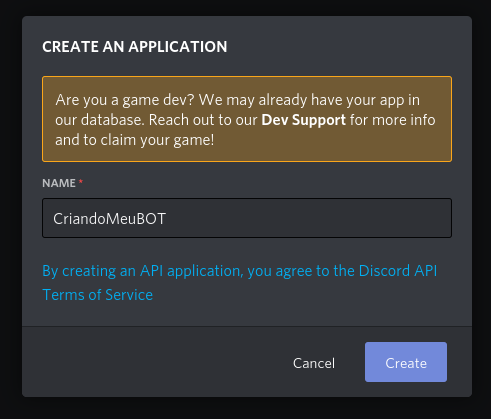 CREATE AN APPLICATION
Are you a game dev? We may already have your app in
our database. Reach out to our Dev Support for more info
and to claim your game!
NAME *
CriandoMeuBOT
By creating an API application, you agree to the Discord API
Terms of Service
Cancel
Create